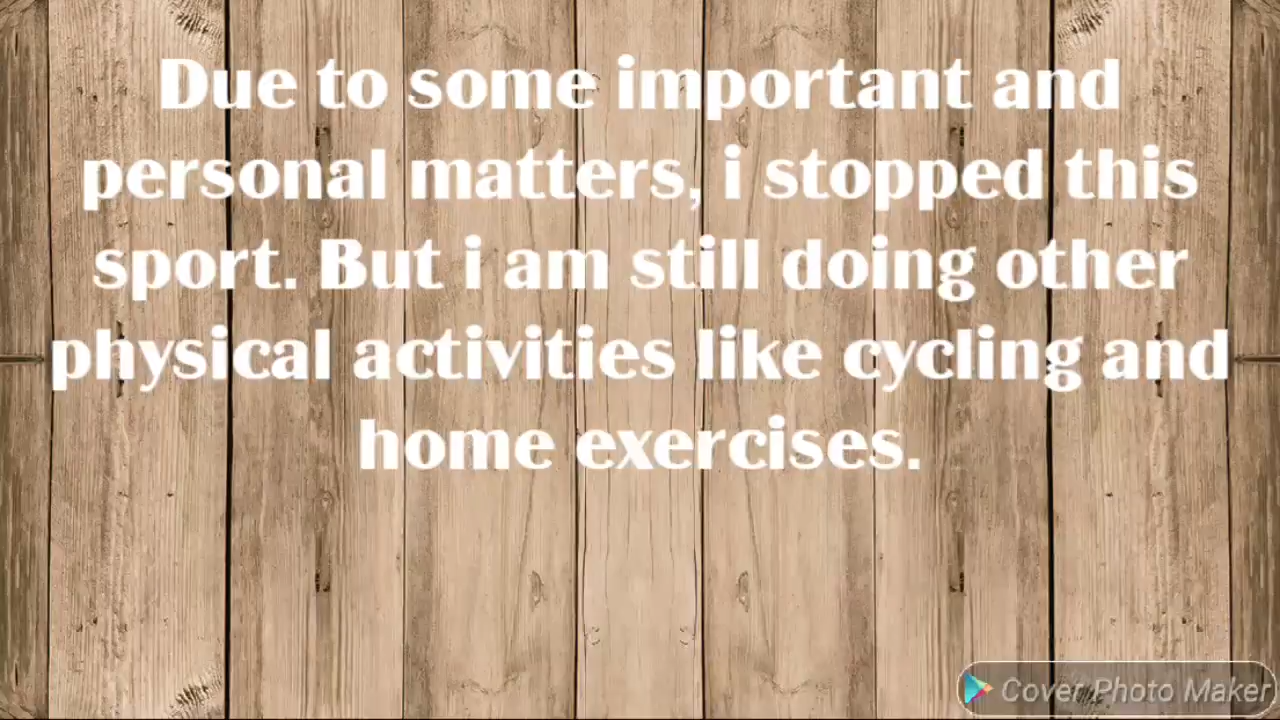 Due to some important and
personal matters, i stopped this
sport. But i am still doing other
physical activities like cycling and
home exercises.
Cover Photo Maker